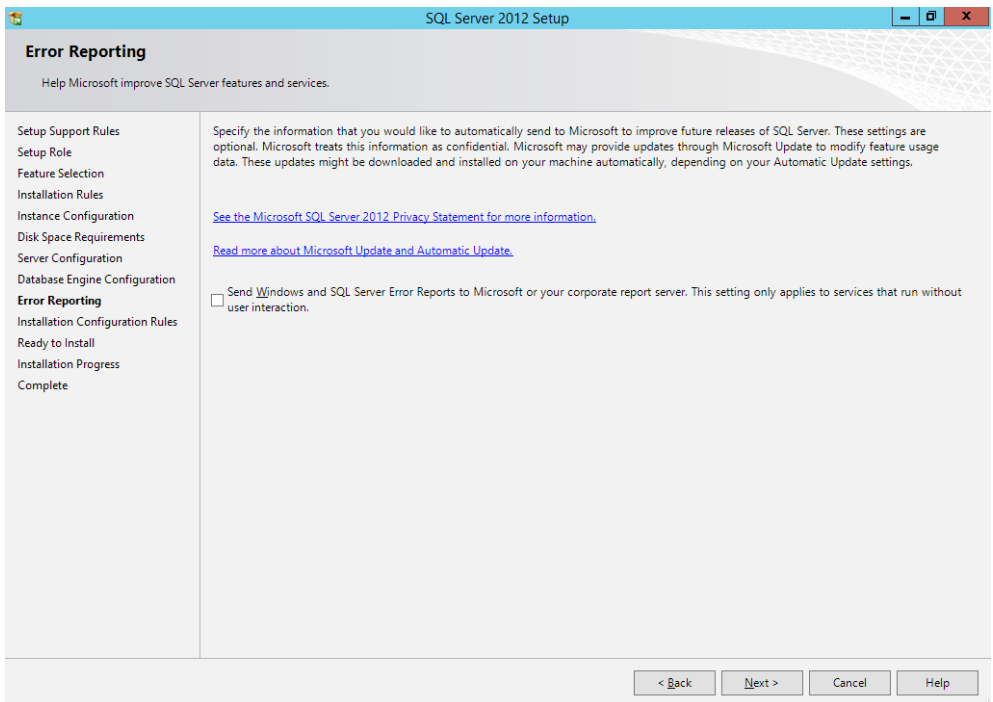 SQL Server 2012 Setup
Error Reporting
Help Microsoft improve SQL Server features and services.
Setup Support Rules
Setup Role
Feature Selection
Installation Rules
Instance Configuration
Disk Space Requirements
Server Configuration
Database Engine Configuration
Error Reporting
Installation Configuration Rules
Ready to Install
Installation Progress
Complete
Specify the information that you would like to automatically send to Microsoft to improve future releases of SQL Server. These settings are
optional. Microsoft treats this information as confidential. Microsoft may provide updates through Microsoft Update to modify feature usage
data. These updates might be downloaded and installed on your machine automatically, depending on your Automatic Update settings.
See the Microsoft SQL Server 2012 Privacy Statement for more information.
Read more about Microsoft Update and Automatic Update.
Send Windows and SQL Server Error Reports to Microsoft or your corporate report server. This setting only applies to services that run without
user interaction.
< Back
Next >
Cancel
Help